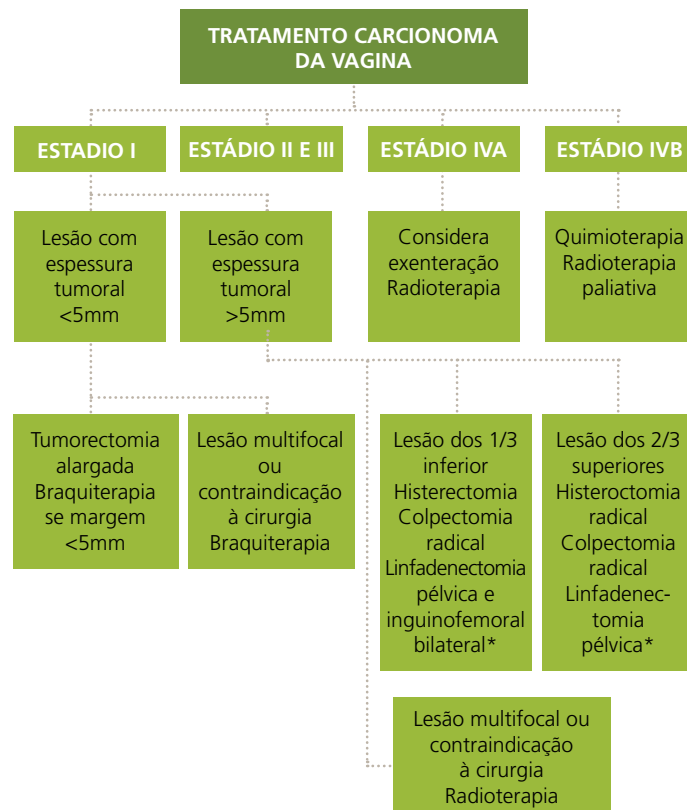 TRATAMENTO CARCIONOMA
DA VAGINA
ESTADIO I
ESTÁDIO II E III
ESTÁDIO IVA
ESTÁDIO IVB
Lesão com
espessura
tumoral
<5mm
Lesão com
espessura
tumoral
>5mm
Considera
exenteração
Radioterapia
Quimioterapia
Radioterapia
paliativa
Tumorectomia
alargada
Braquiterapia
se margem
<5mm
Lesão multifocal
ou
contraindicação
à cirurgia
Braquiterapia
Lesão dos 1/3
inferior
Histerectomia
Colpectomia
radical
Linfadenectomia
pélvica e
inguinofemoral
bilateral*
Lesão dos 2/3
superiores
Histeroctomia
radical
Colpectomia
radical
Linfadenec-
tomia
pélvica*
Lesão multifocal ou
contraindicação
à cirurgia
Radioterapia